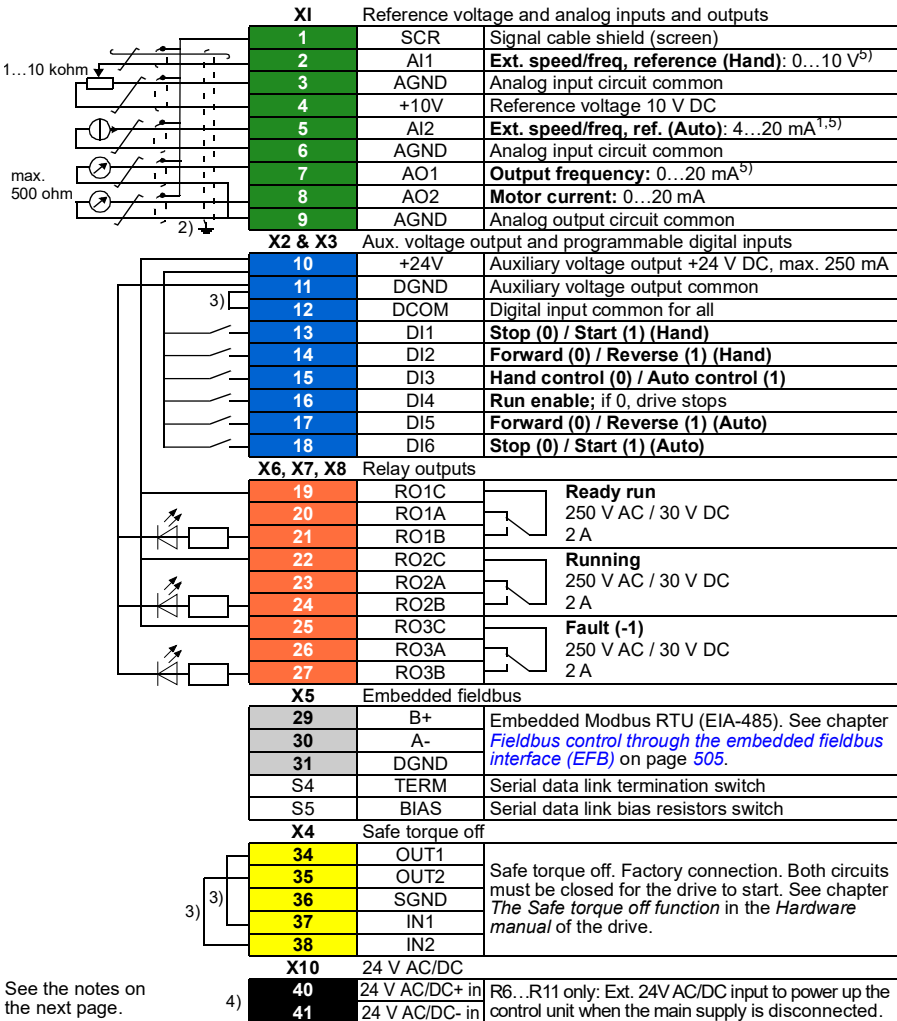 XI Reference voltage and analog inputs and outputs
1 SCR Signal cable shield (screen)
2 AI1 Ext. speed/freq, reference (Hand): 0…10 V5)
1…10 kohm
3 AGND Analog input circuit common
4 +10V Reference voltage 10 V DC
5 AI2 Ext. speed/freq, ref. (Auto): 4…20 mA1,5)
6 AGND Analog input circuit common
7 AO1 Output frequency: 0…20 mA5)
max.
500 ohm
8 AO2 Motor current: 0…20 mA
9 AGND Analog output circuit common
2)
X2 & X3 Aux. voltage output and programmable digital inputs
10 +24V Auxiliary voltage output +24 V DC, max. 250 mA
11 DGND Auxiliary voltage output common
3)
12 DCOM Digital input common for all
13 DI1 Stop (0) / Start (1) (Hand)
14 DI2 Forward (0) / Reverse (1) (Hand)
15 DI3 Hand control (0) / Auto control (1)
16 DI4 Run enable; if 0, drive stops
17 DI5 Forward (0) / Reverse (1) (Auto)
18 DI6 Stop (0) / Start (1) (Auto)
X6, X7, X8 Relay outputs
19 RO1C Ready run
20 RO1A 250 V AC / 30 V DC
21 RO1B 2 A
22 RO2C Running
23 RO2A 250 V AC / 30 V DC
24 RO2B 2 A
25 RO3C Fault (-1)
26 RO3A 250 V AC / 30 V DC
27 RO3B 2 A
X5 Embedded fieldbus
29 B+
30 A-
31 DGND
Embedded Modbus RTU (EIA-485). See chapter
Fieldbus control through the embedded fieldbus
interface (EFB) on page 505.
S4 TERM Serial data link termination switch
S5 BIAS Serial data link bias resistors switch
X4 Safe torque off
34 OUT1
35 OUT2
36 SGND
37 IN1
38 IN2
3)
3)
Safe torque off. Factory connection. Both circuits
must be closed for the drive to start. See chapter
The Safe torque off function in the Hardware
manual of the drive.
X10 24 V AC/DC
40 24 V AC/DC+ in
41 24 V AC/DC- in
R6…R11 only: Ext. 24V AC/DC input to power up the
control unit when the main supply is disconnected.
4)
See the notes on
the next page.